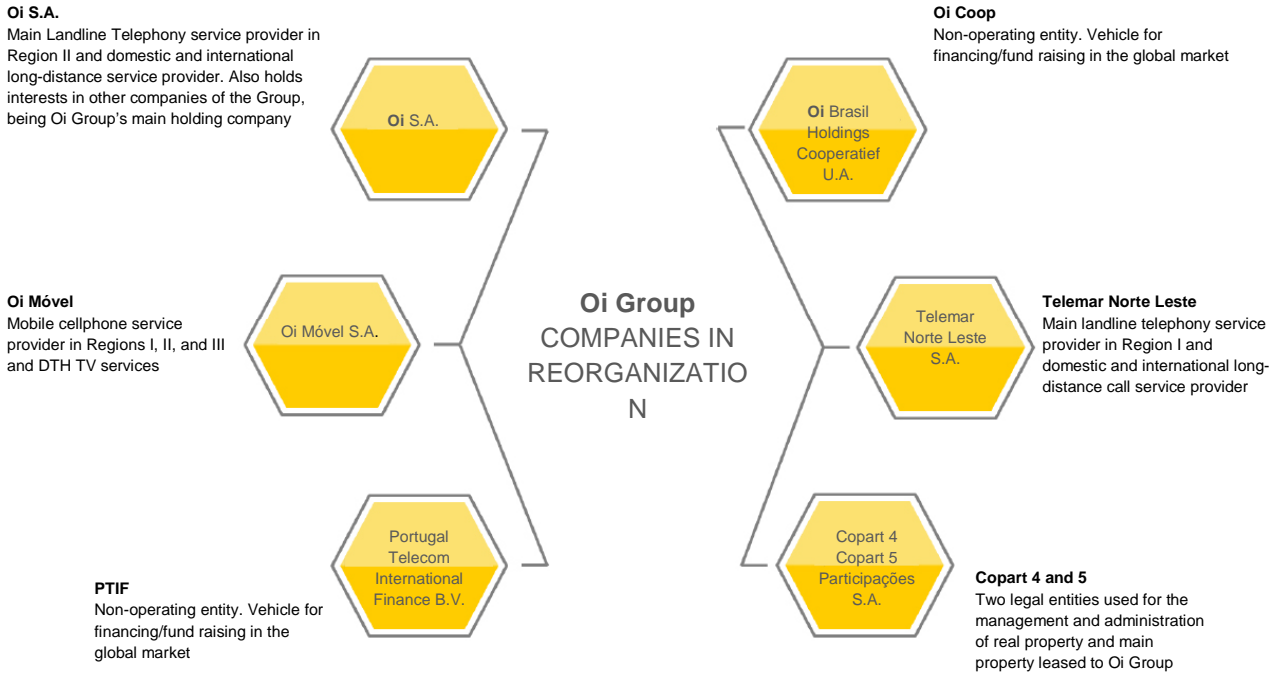 Oi S.A.
Main Landline Telephony service provider in
Region II and domestic and international
long-distance service provider. Also holds
interests in other companies of the Group,
being Oi Group's main holding company
Oi S.A.
Oi Coop
Non-operating entity. Vehicle for
financing/fund raising in the global market
Oi Brasil
Holdings
Cooperatief
U.A.
Oi Móvel
Mobile cellphone service
provider in Regions I, II, and III
and DTH TV services
Oi Móvel S.A.
Oi Group
COMPANIES IN
REORGANIZATIO
N
Telemar
Norte Leste
S.A.
Telemar Norte Leste
Main landline telephony service
provider in Region I and
domestic and international long-
distance call service provider
PTIF
Non-operating entity. Vehicle for
financing/fund raising in the
global market
Portugal
Telecom
International
Finance B.V.
Copart 4
Copart 5
Participações
S.A.
Copart 4 and 5
Two legal entities used for the
management and administration
of real property and main
property leased to Oi Group